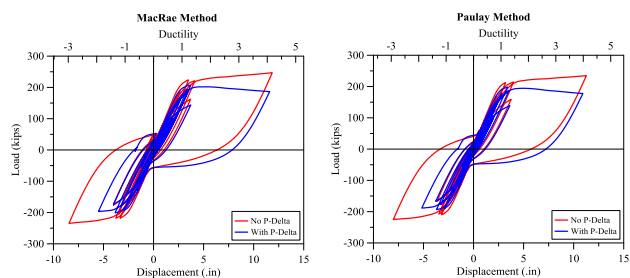 MacRae Method
Ductility
-3 -1 1 3 5
300
200
100
0
-100
-200
-300
Load (kips)
No P-Delta
With P-Delta
-10 -5 0 5 10 15
Displacement (.in)
Paulay Method
Ductility
-3 -1 1 3 5
300
200
100
0
-100
-200
-300
Load (kips)
No P-Delta
With P-Delta
-10 -5 0 5 10 15
Displacement (.in)